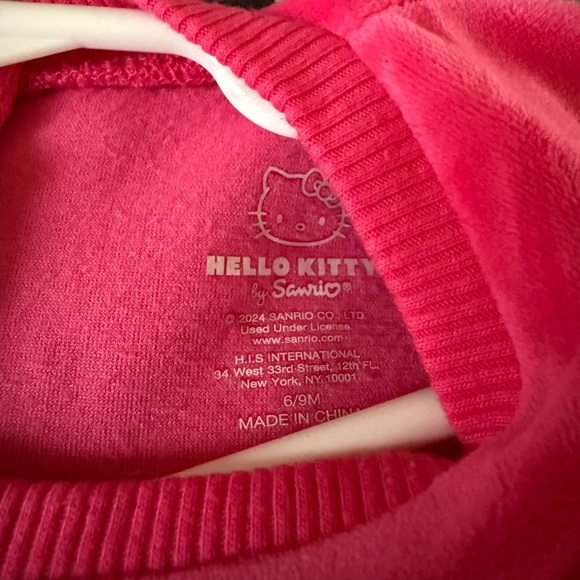 HELLO KITTY
by Sanrio®
© 2024 SANRIO CO., LTD.
Used Under License
www.sanrio.com
H.I.S INTERNATIONAL
34 West 33rd Street, 12th FL.
New York, NY 10001
6/9M
MADE IN CHINA